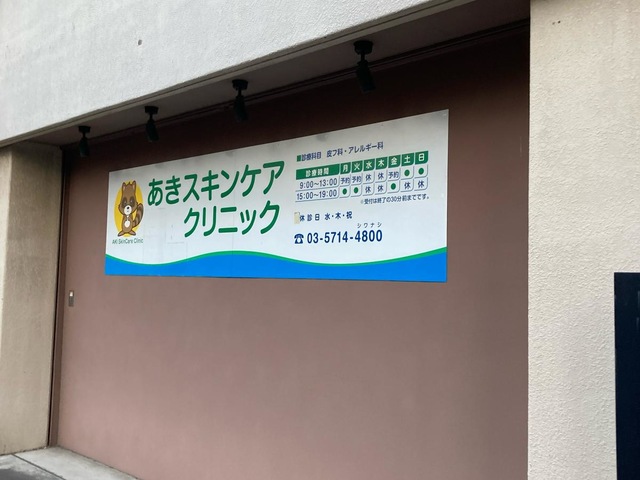 あきスキンケア
クリニック
AKI SkinCare Clinic
■診療科目 皮フ科・アレルギー科
診療時間 月 火 水 木 金 土 日
9:00〜13:00 予約 予約 休 休 予約 ● ●
15:00〜19:00 ● ● 休 休 ● 休 休
※受付は終了の30分前までです。
休診日 水・木・祝
シワナシ
☎ 03-5714-4800